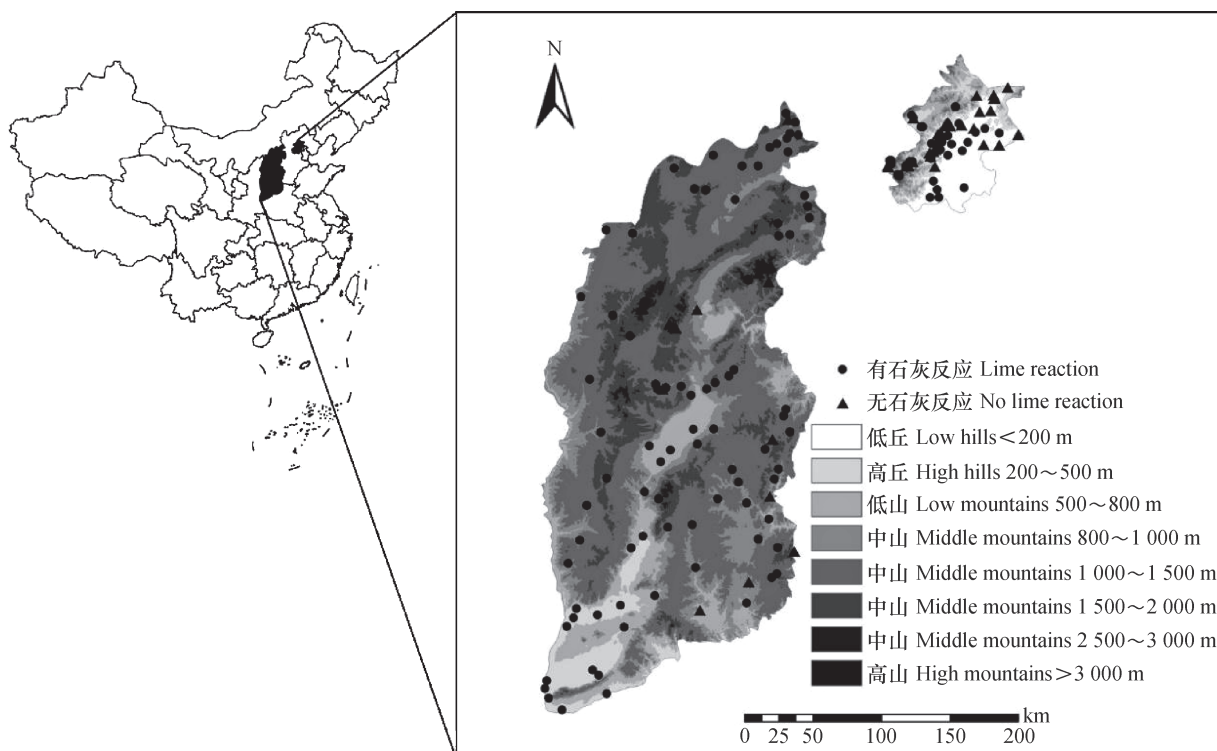 N
有石灰反应 Lime reaction
无石灰反应 No lime reaction
低丘 Low hills<200 m
高丘 High hills 200～500 m
低山 Low mountains 500～800 m
中山 Middle mountains 800～1 000 m
中山 Middle mountains 1 000～1 500 m
中山 Middle mountains 1 500～2 000 m
中山 Middle mountains 2 500～3 000 m
高山 High mountains>3 000 m
km
0 25 50 100 150 200